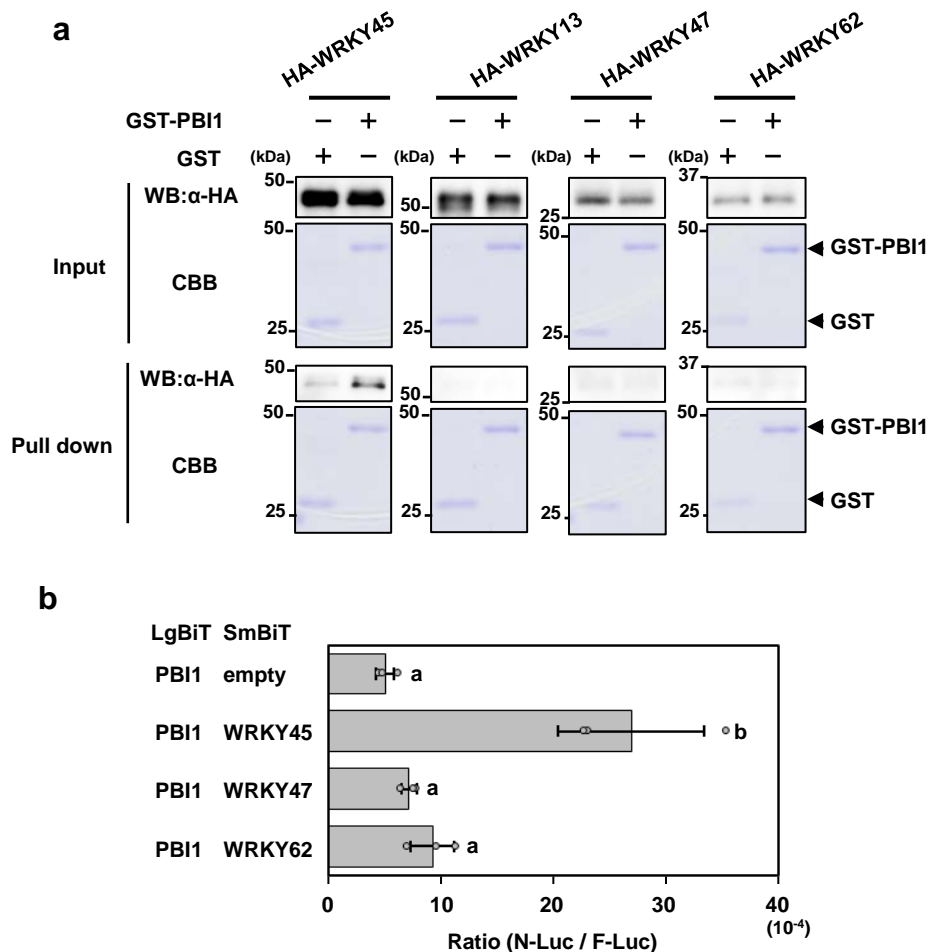 a
HA-WRKY45 HA-WRKY13 HA-WRKY47 HA-WRKY62
GST-PBI1 − + − + − + − +
GST (kDa) + − (kDa) + − (kDa) + − (kDa) + −
Input
WB:α-HA 50 50 25 37
CBB 50 25 50 25 50 25 50 25
GST-PBI1
GST
Pull down
WB:α-HA 50 50 25 37
CBB 50 25 50 25 50 25 50 25
GST-PBI1
GST
b
LgBiT SmBiT
PBI1 empty a
PBI1 WRKY45 b
PBI1 WRKY47 a
PBI1 WRKY62 a
0 10 20 30 40
(10-4)
Ratio (N-Luc / F-Luc)